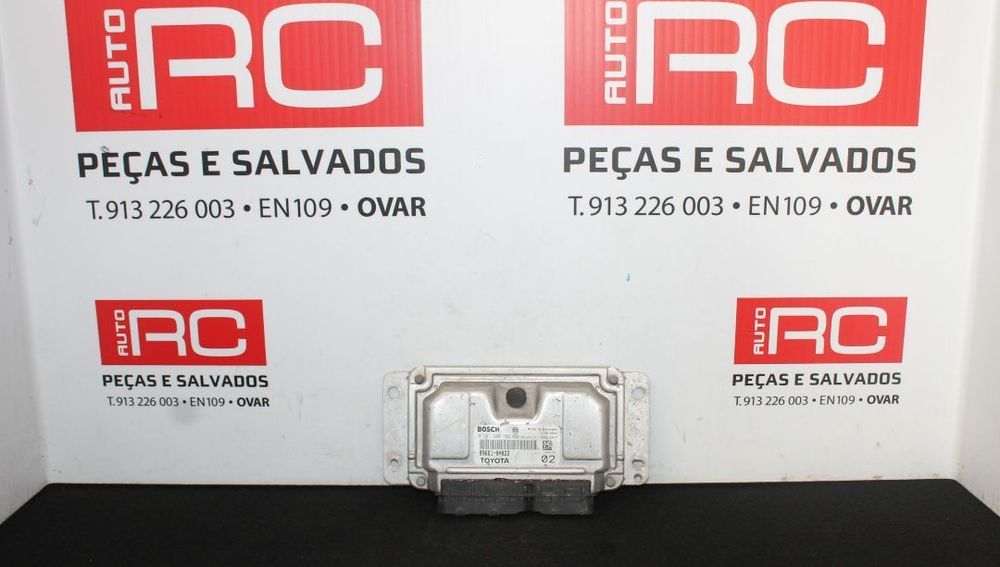 AUTO RC
PEÇAS E SALVADOS
T. 913 226 003 • EN109 • OVAR
AUTO RC
PEÇAS E SALVADOS
T. 913 226 003 • EN109 • OVAR
AUTO RC
PEÇAS E SALVADOS
T. 913 226 003 • EN109 • OVAR
AUTO RC
PEÇAS E SALVADOS
T. 913 226 003 • EN109 • OVAR
BOSCH
TOYOTA
02